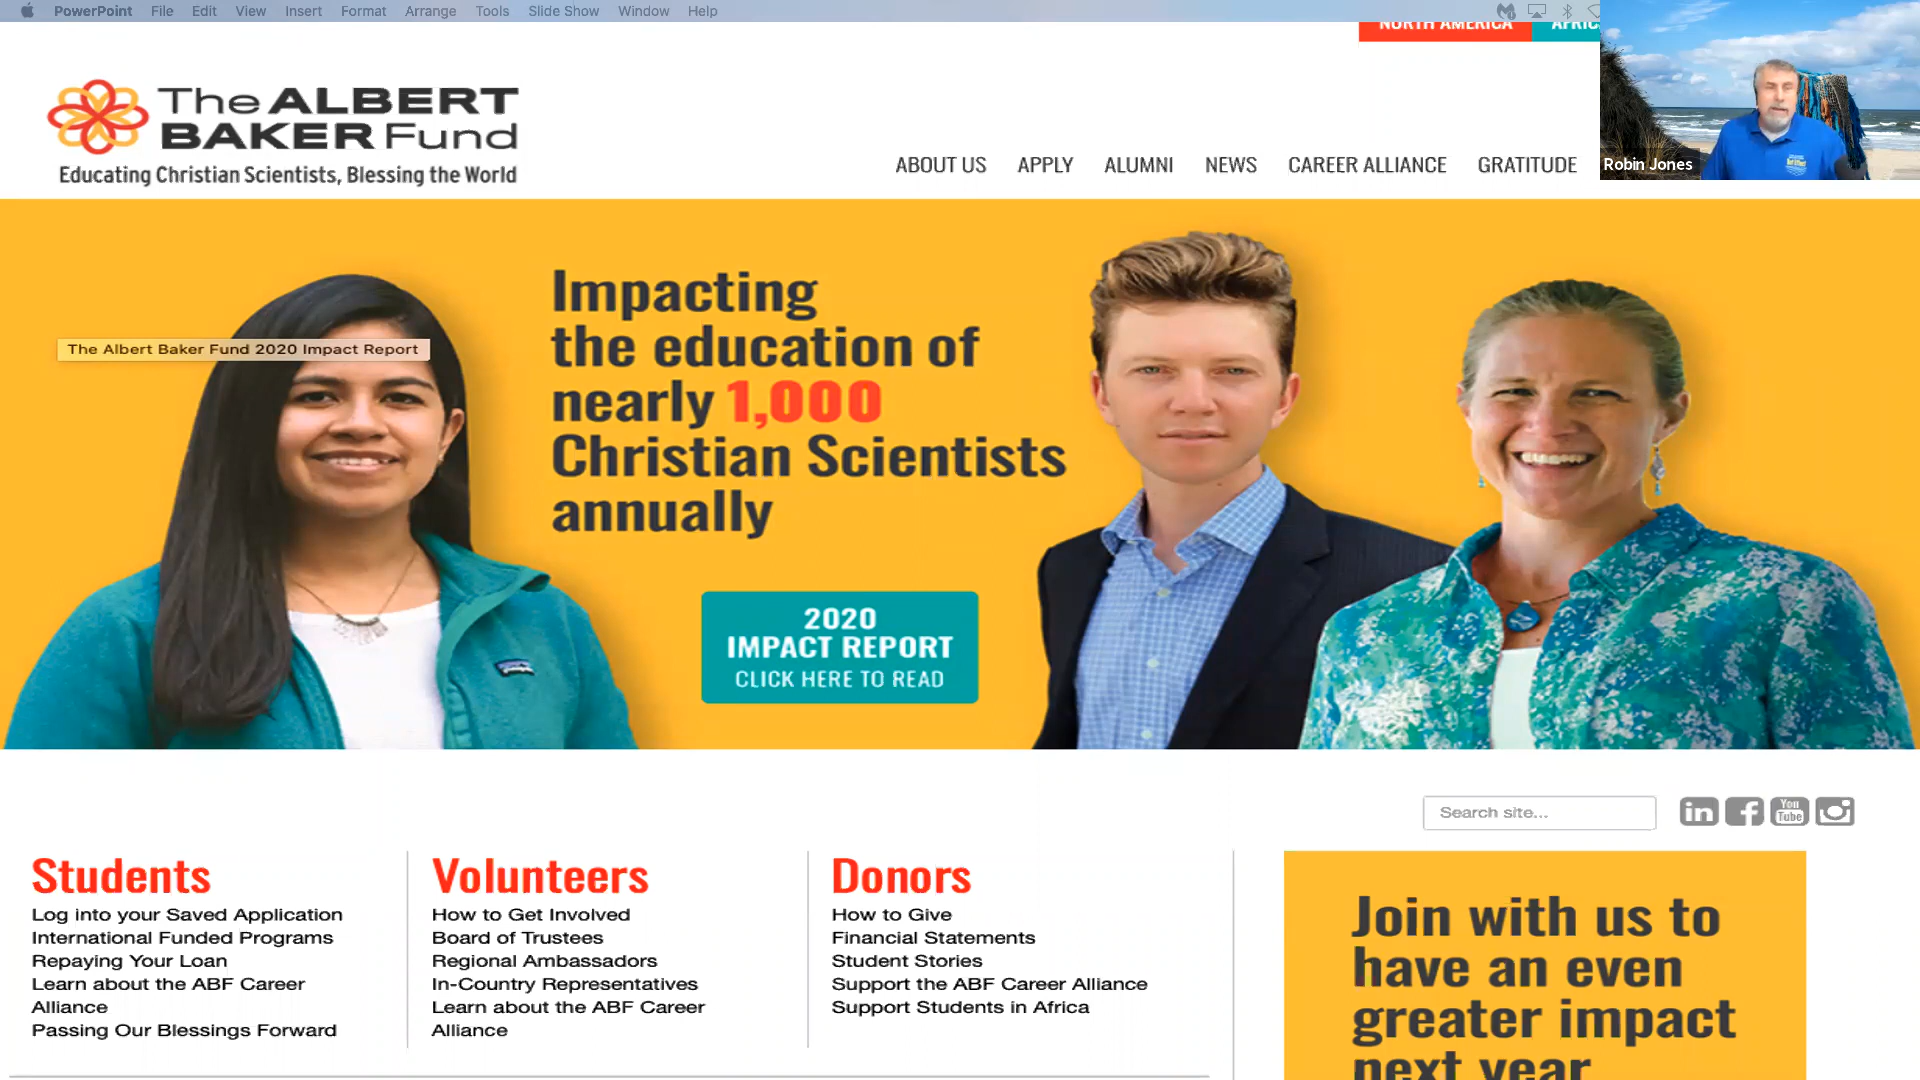 PowerPoint File Edit View Insert Format Arrange Tools Slide Show Window Help
NORTH AMERICA
The ALBERT
BAKER Fund
Educating Christian Scientists, Blessing the World
ABOUT US APPLY ALUMNI NEWS CAREER ALLIANCE GRATITUDE
Robin Jones
Impacting
the education of
nearly 1,000
Christian Scientists
annually
The Albert Baker Fund 2020 Impact Report
2020
IMPACT REPORT
CLICK HERE TO READ
Search site...
in f You Tube
Students
Log into your Saved Application
International Funded Programs
Repaying Your Loan
Learn about the ABF Career
Alliance
Passing Our Blessings Forward
Volunteers
How to Get Involved
Board of Trustees
Regional Ambassadors
In-Country Representatives
Learn about the ABF Career
Alliance
Donors
How to Give
Financial Statements
Student Stories
Support the ABF Career Alliance
Support Students in Africa
Join with us to
have an even
greater impact
next year